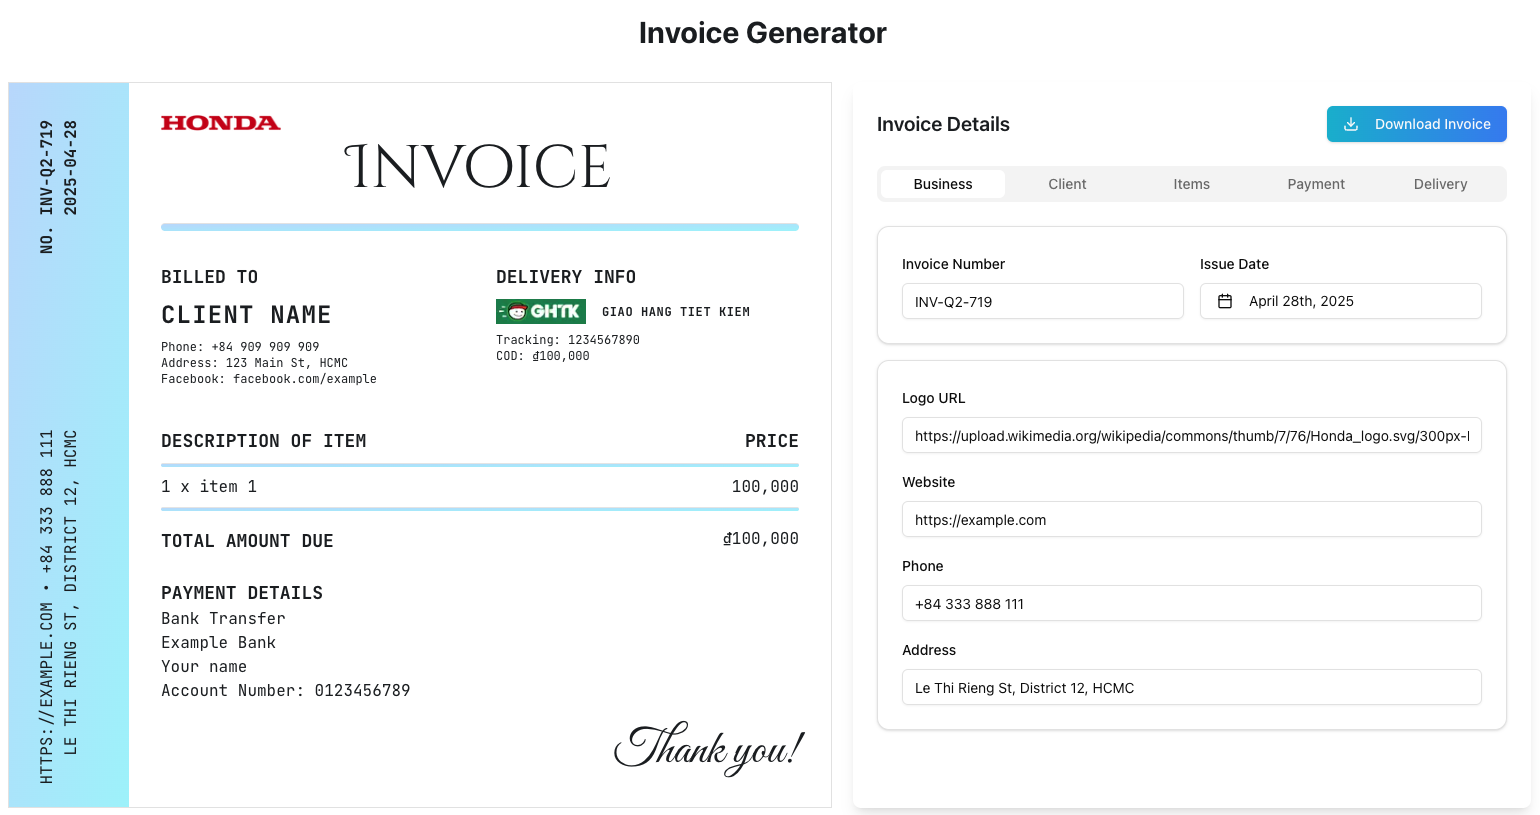 Invoice Generator
NO. INV-Q2-719
2025-04-28
HTTPS://EXAMPLE.COM • +84 333 888 111
LE THI RIENG ST, DISTRICT 12, HCMC
HONDA
INVOICE
BILLED TO
CLIENT NAME
Phone: +84 909 909 909
Address: 123 Main St, HCMC
Facebook: facebook.com/example
DELIVERY INFO
GHTK
GIAO HANG TIET KIEM
Tracking: 1234567890
COD: ₫100,000
DESCRIPTION OF ITEM PRICE
1 x item 1 100,000
TOTAL AMOUNT DUE ₫100,000
PAYMENT DETAILS
Bank Transfer
Example Bank
Your name
Account Number: 0123456789
Thank you!
Invoice Details
Download Invoice
Business Client Items Payment Delivery
Invoice Number
INV-Q2-719
Issue Date
April 28th, 2025
Logo URL
https://upload.wikimedia.org/wikipedia/commons/thumb/7/76/Honda_logo.svg/300px-
Website
https://example.com
Phone
+84 333 888 111
Address
Le Thi Rieng St, District 12, HCMC